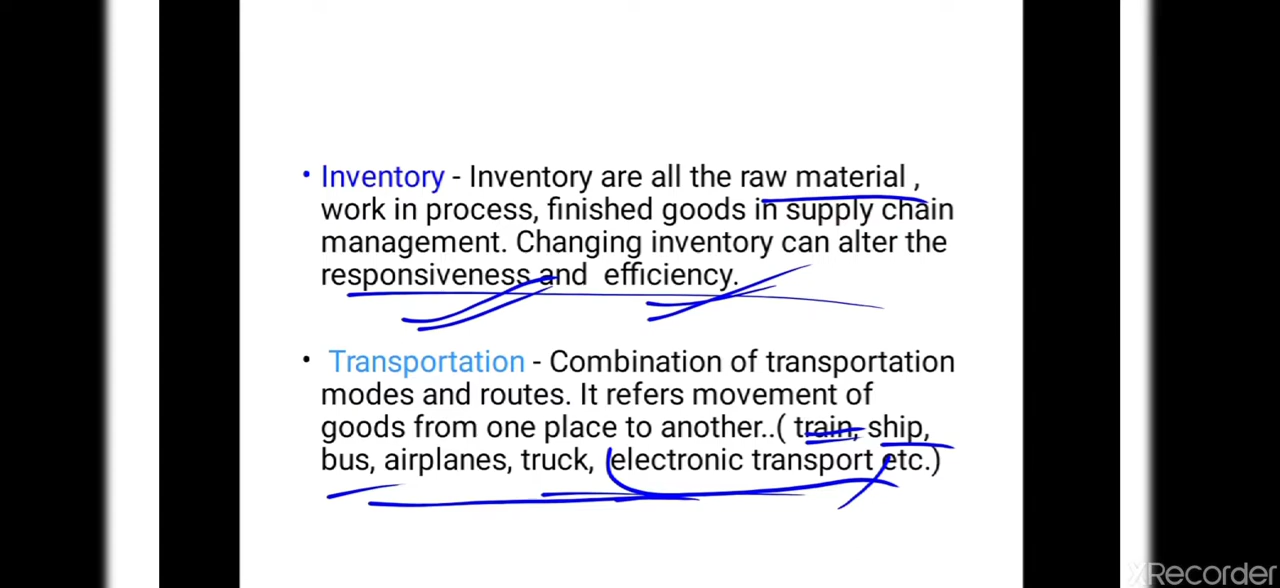 • Inventory - Inventory are all the raw material ,
work in process, finished goods in supply chain
management. Changing inventory can alter the
responsiveness and efficiency.
• Transportation - Combination of transportation
modes and routes. It refers movement of
goods from one place to another..( train, ship,
bus, airplanes, truck, electronic transport etc.)
XRecorder